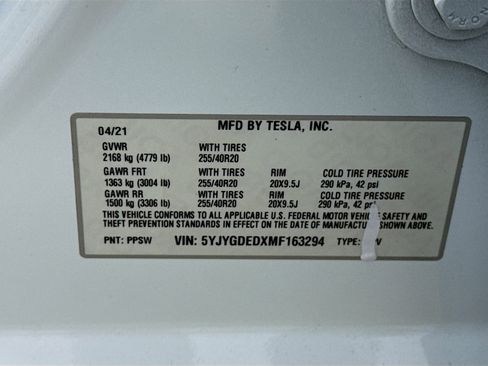 NORM
04/21 MFD BY TESLA, INC.
GVWR WITH TIRES
2168 kg (4779 lb) 255/40R20
GAWR FRT WITH TIRES RIM COLD TIRE PRESSURE
1363 kg (3004 lb) 255/40R20 20X9.5J 290 kPa, 42 psi
GAWR RR WITH TIRES RIM COLD TIRE PRESSURE
1500 kg (3306 lb) 255/40R20 20X9.5J 290 kPa, 42 psi
THIS VEHICLE CONFORMS TO ALL APPLICABLE U.S. FEDERAL MOTOR VEHICLE SAFETY AND
THEFT PREVENTION STANDARDS IN EFFECT ON THE DATE OF MANUFACTURE SHOWN ABOVE.
PNT: PPSW VIN: 5YJYGDEDXMF163294 TYPE: